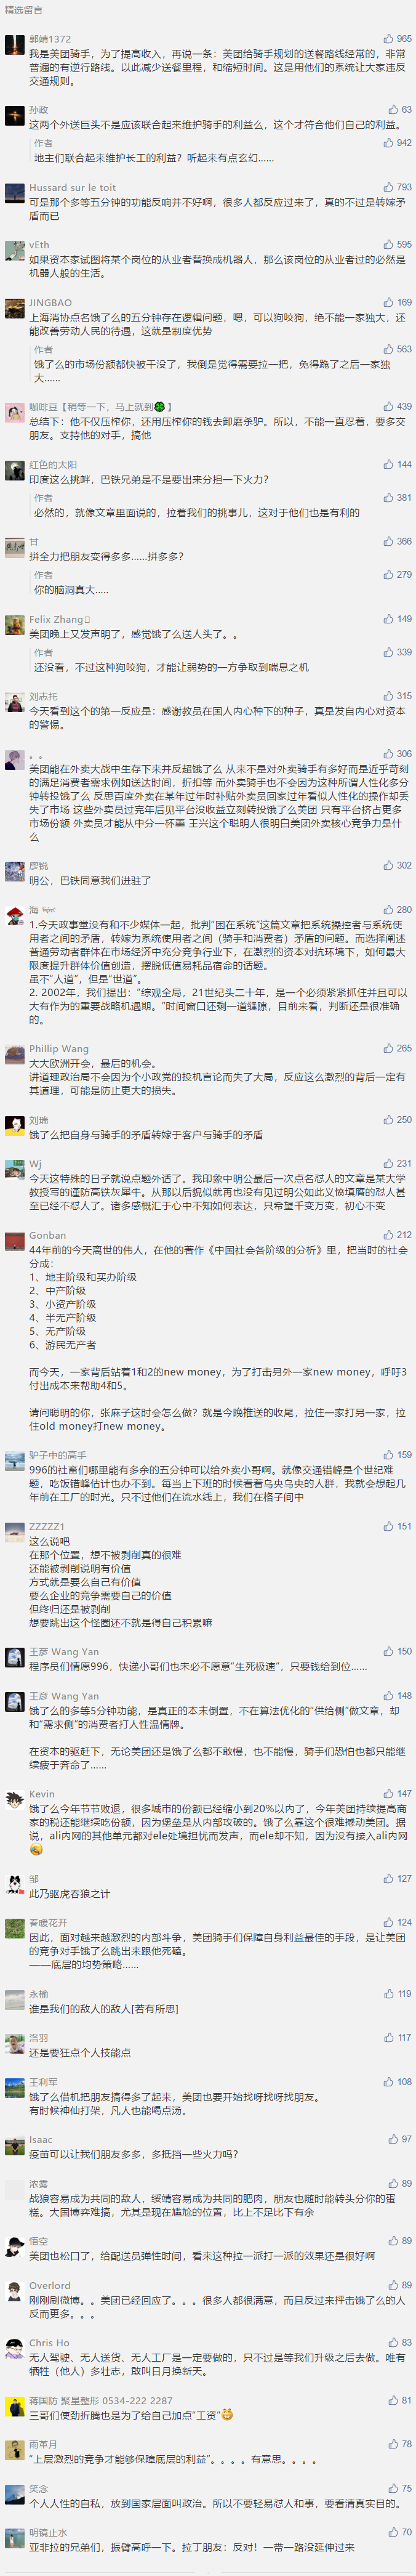 精选留言
郭靖1372
965
我是美团骑手，为了提高收入，再说一条：美团给骑手规划的送餐路线经常的，非常
普遍的有逆行路线。以此减少送餐里程，和缩短时间。这是用他们的系统让大家违反
交通规则。
孙政
63
这两个外送巨头不是应该联合起来维护骑手的利益么，这个才符合他们自己的利益。
作者
942
地主们联合起来维护长工的利益？听起来有点玄幻……
Hussard sur le toit
793
可是那个多等五分钟的功能反响并不好啊，很多人都反应过来了，真的不过是转嫁矛
盾而已
vEth
595
如果资本家试图将某个岗位的从业者替换成机器人，那么该岗位的从业者过的必然是
机器人般的生活。
JINGBAO
169
上海消协点名饿了么的五分钟存在逻辑问题，嗯，可以狗咬狗，绝不能一家独大，还
能改善劳动人民的待遇，这就是制度优势
作者
563
饿了么的市场份额都快被干没了，我倒是觉得需要拉一把，免得跪了之后一家独
大……
咖啡豆【稍等一下，马上就到🍀】
439
总结下：他不仅压榨你，还用压榨你的钱去卸磨杀驴。所以，不能一直忍着，要多交
朋友。支持他的对手，搞他
红色的太阳
144
印度这么挑衅，巴铁兄弟是不是要出来分担一下火力？
作者
381
必然的，就像文章里面说的，拉着我们的挑事儿，这对于他们也是有利的
甘
366
拼全力把朋友变得多多……拼多多？
作者
279
你的脑洞真大.....
Felix Zhang
149
美团晚上又发声明了，感觉饿了么送人头了。。
作者
339
还没看，不过这种狗咬狗，才能让弱势的一方争取到喘息之机
刘志托
315
今天看到这个的第一反应是：感谢教员在国人内心种下的种子，真是发自内心对资本
的警惕。
。。
306
美团能在外卖大战中生存下来并反超饿了么 从来不是对外卖骑手有多好而是近乎苛刻
的满足消费者需求例如送达时间，折扣等 而外卖骑手也不会因为这种所谓人性化多分
钟转投饿了么 反思百度外卖在某年过年时补贴外卖员回家过年看似人性化的操作却丢
失了市场 这些外卖员过完年后见平台没收益立刻转投饿了么美团 只有平台挤占更多
市场份额 外卖员才能从中分一杯羹 王兴这个聪明人很明白美团外卖核心竞争力是什
么
廖锐
302
明公，巴铁同意我们进驻了
海
280
1.今天政事堂没有和不少媒体一起，批判“困在系统”这篇文章把系统操控者与系统使
用者之间的矛盾，转嫁为系统使用者之间（骑手和消费者）矛盾的问题。而选择阐述
普通劳动者群体在市场经济中充分竞争行业下，在激烈的资本对抗环境下，如何最大
限度提升群体价值创造，摆脱低值易耗品宿命的话题。
虽不“人道”，但是“世道”。
2. 2002年，我们提出：“综观全局，21世纪头二十年，是一个必须紧紧抓住并且可以
大有作为的重要战略机遇期。”时间窗口还剩一道缝隙，目前来看，判断还是很准确
的。
Phillip Wang
265
大大欧洲开会，最后的机会。
讲道理政治局不会因为个小政党的投机言论而失了大局，反应这么激烈的背后一定有
其道理，可能是防止更大的损失。
刘瑞
250
饿了么把自身与骑手的矛盾转嫁于客户与骑手的矛盾
Wj
231
今天这特殊的日子就说点题外话了。我印象中明公最后一次点名怼人的文章是某大学
教授写的谨防高铁灰犀牛。从那以后貌似就再也没有见过明公如此义愤填膺的怼人甚
至已经不怼人了。诸多感慨汇于心中不知如何表达，只希望千变万变，初心不变
Gonban
212
44年前的今天离世的伟人，在他的著作《中国社会各阶级的分析》里，把当时的社会
分成：
1、地主阶级和买办阶级
2、中产阶级
3、小资产阶级
4、半无产阶级
5、无产阶级
6、游民无产者
而今天，一家背后站着1和2的new money，为了打击另外一家new money，呼吁3
付出成本来帮助4和5。
请问聪明的你，张麻子这时会怎么做？就是今晚推送的收尾，拉住一家打另一家，拉
住old money打new money。
驴子中的高手
159
996的社畜们哪里能有多余的五分钟可以给外卖小哥啊。就像交通错峰是个世纪难
题，吃饭错峰估计也办不到。每当上下班的时候看着乌央乌央的人群，我就会想起几
年前在工厂的时光。只不过他们在流水线上，我们在格子间中
ZZZZZ1
151
这么说吧
在那个位置，想不被剥削真的很难
还能被剥削说明有价值
方式就是要么自己有价值
要么企业的竞争需要自己的价值
但终归还是被剥削
想要跳出这个怪圈还不就是得自己积累嘛
王彦 Wang Yan
150
程序员们情愿996，快递小哥们也未必不愿意“生死极速”，只要钱给到位……
王彦 Wang Yan
148
饿了么的多等5分钟功能，是真正的本末倒置，不在算法优化的“供给侧”做文章，却
和“需求侧”的消费者打人性温情牌。
在资本的驱赶下，无论美团还是饿了么都不敢慢，也不能慢，骑手们恐怕也都只能继
续疲于奔命了……
Kevin
147
饿了么今年节节败退，很多城市的份额已经缩小到20%以内了，今年美团持续提高商
家的税还能继续吃份额，因为堡垒是从内部攻破的。饿了么靠这个很难撼动美团。据
说，ali内网的其他单元都对ele处境担忧而发声，而ele却不知，因为没有接入ali内网
邹
127
此乃驱虎吞狼之计
春暖花开
124
因此，面对越来越激烈的内部斗争，美团骑手们保障自身利益最佳的手段，是让美团
的竞争对手饿了么跳出来跟他死磕。
——底层的均势策略……
永榆
119
谁是我们的敌人的敌人[若有所思]
洛羽
117
还是要狂点个人技能点
王利军
108
饿了么借机把朋友搞得多了起来，美团也要开始找呀找呀找朋友。
有时候神仙打架，凡人也能喝点汤。
Isaac
97
疫苗可以让我们朋友多多，多抵挡一些火力吗？
浓雾
89
战狼容易成为共同的敌人，绥靖容易成为共同的肥肉，朋友也随时能转头分你的蛋
糕。大国博弈难搞，尤其是现在尴尬的位置，比上不足比下有余
悟空
89
美团也松口了，给配送员弹性时间，看来这种拉一派打一派的效果还是很好啊
Overlord
89
刚刚刷微博。。美团已经回应了。。。很多人都很满意，而且反过来抨击饿了么的人
反而更多。。。
Chris Ho
83
无人驾驶、无人送货、无人工厂是一定要做的，只不过是等我们升级之后去做。唯有
牺牲（他人）多壮志，敢叫日月换新天。
蒋国防 聚星整形 0534-222 2287
81
三哥们使劲折腾也是为了给自己加点“工资”😄
雨革月
78
“上层激烈的竞争才能够保障底层的利益”。。。。有意思。。。。
笑念
75
个人人性的自私，放到国家层面叫政治。所以不要轻易怼人和事，要看清真实目的。
明镜止水
70
亚非拉的兄弟们，振臂高呼一下。拉丁朋友：反对！一带一路没延伸过来